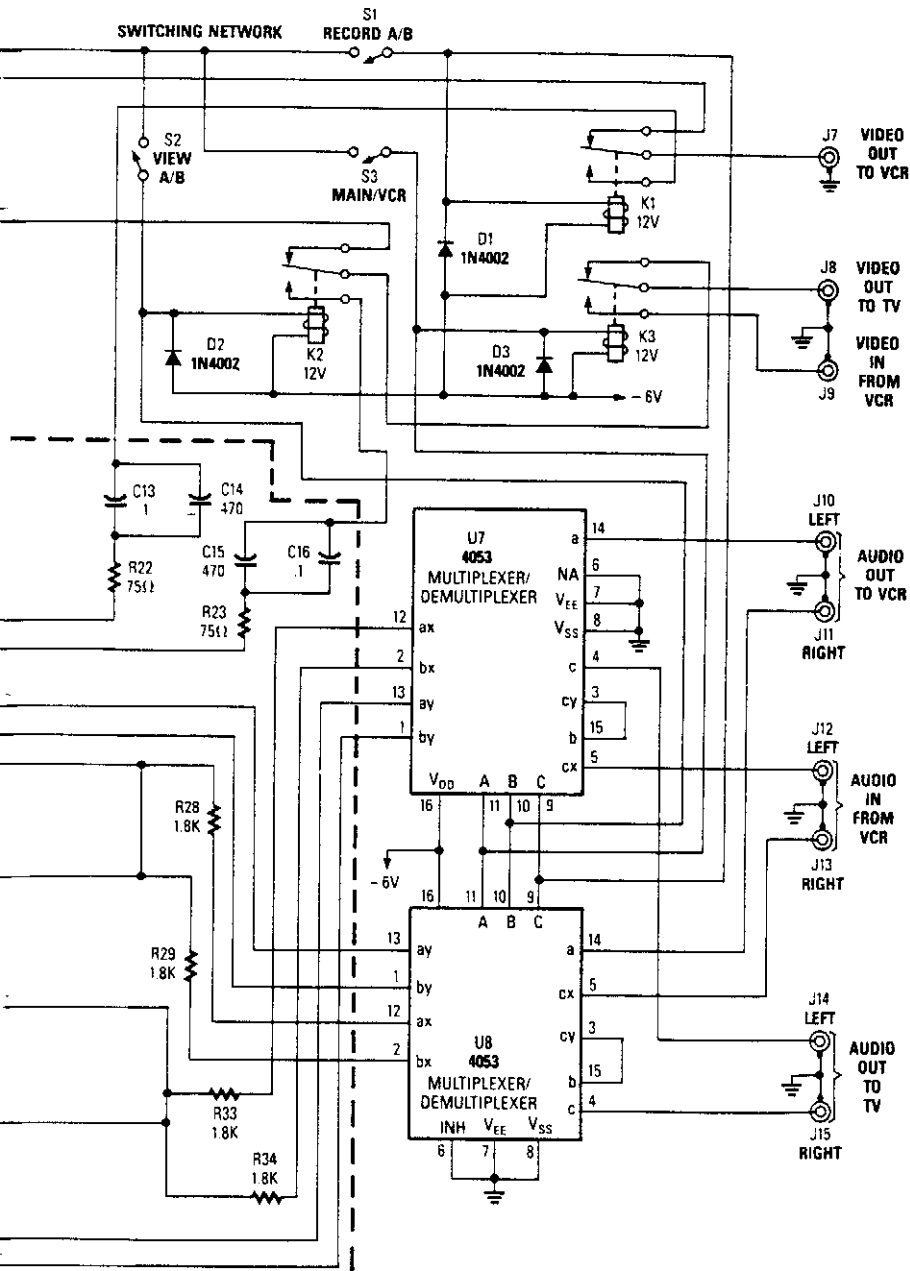 SWITCHING NETWORK
S1
RECORD A/B
S2
VIEW
A/B
S3
MAIN/VCR
J7
VIDEO
OUT
TO VCR
K1
12V
D1
1N4002
J8
VIDEO
OUT
TO TV
D2
1N4002
K2
12V
D3
1N4002
K3
12V
VIDEO
IN
FROM
VCR
J9
– 6V
C13
.1
C14
470
C15
470
C16
.1
R22
75Ω
R23
75Ω
U7
4053
MULTIPLEXER/
DEMULTIPLEXER
a
14
NA
6
VEE
7
VSS
8
c
4
cy
3
b
15
cx
5
12
ax
2
bx
13
ay
1
by
VDD
A
B
C
16
11
10
9
J10
LEFT
AUDIO
OUT
TO VCR
J11
RIGHT
J12
LEFT
AUDIO
IN
FROM
VCR
J13
RIGHT
R28
1.8K
– 6V
16
11
10
9
A
B
C
13
ay
1
by
12
ax
2
bx
R29
1.8K
a
14
cx
5
cy
3
b
15
c
4
U8
4053
MULTIPLEXER/
DEMULTIPLEXER
INH
VEE
VSS
6
7
8
J14
LEFT
AUDIO
OUT
TO
TV
J15
RIGHT
R33
1.8K
R34
1.8K